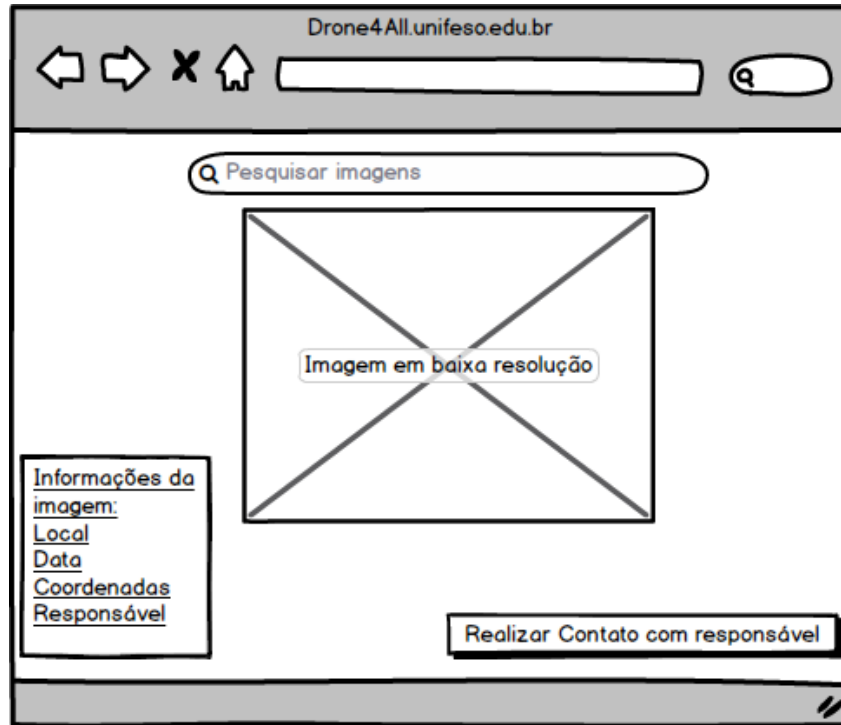 Drone4All.unifeso.edu.br
Pesquisar imagens
Imagem em baixa resolução
Informações da
imagem:
Local
Data
Coordenadas
Responsável
Realizar Contato com responsável